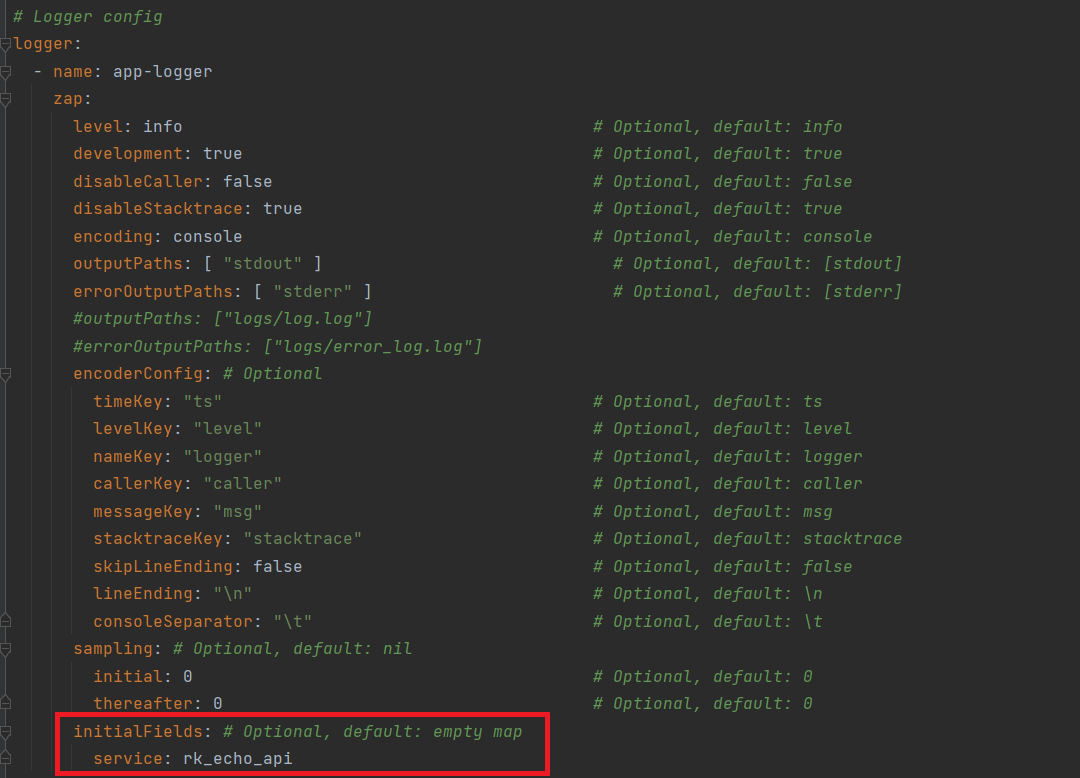 # Logger config
logger:
  - name: app-logger
    zap:
      level: info                                         # Optional, default: info
      development: true                                   # Optional, default: true
      disableCaller: false                                # Optional, default: false
      disableStacktrace: true                             # Optional, default: true
      encoding: console                                   # Optional, default: console
      outputPaths: [ "stdout" ]                             # Optional, default: [stdout]
      errorOutputPaths: [ "stderr" ]                        # Optional, default: [stderr]
      #outputPaths: ["logs/log.log"]
      #errorOutputPaths: ["logs/error_log.log"]
      encoderConfig: # Optional
        timeKey: "ts"                                     # Optional, default: ts
        levelKey: "level"                                 # Optional, default: level
        nameKey: "logger"                                 # Optional, default: logger
        callerKey: "caller"                               # Optional, default: caller
        messageKey: "msg"                                 # Optional, default: msg
        stacktraceKey: "stacktrace"                       # Optional, default: stacktrace
        skipLineEnding: false                             # Optional, default: false
        lineEnding: "\n"                                  # Optional, default: \n
        consoleSeparator: "\t"                            # Optional, default: \t
      sampling: # Optional, default: nil
        initial: 0                                        # Optional, default: 0
        thereafter: 0                                     # Optional, default: 0
      initialFields: # Optional, default: empty map
        service: rk_echo_api